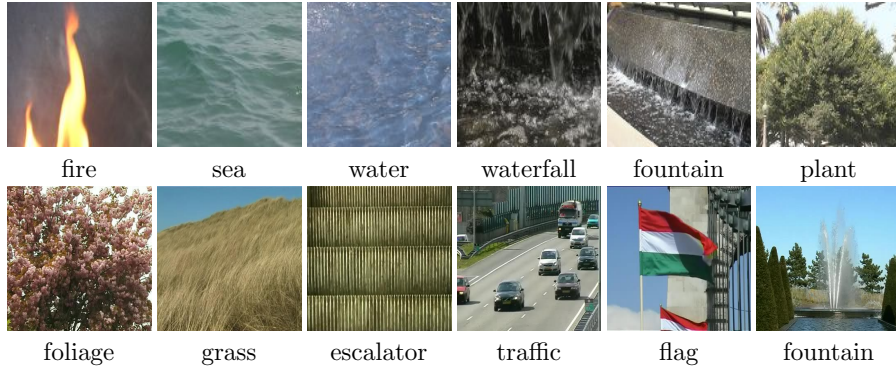 fire sea water waterfall fountain plant
foliage grass escalator traffic flag fountain